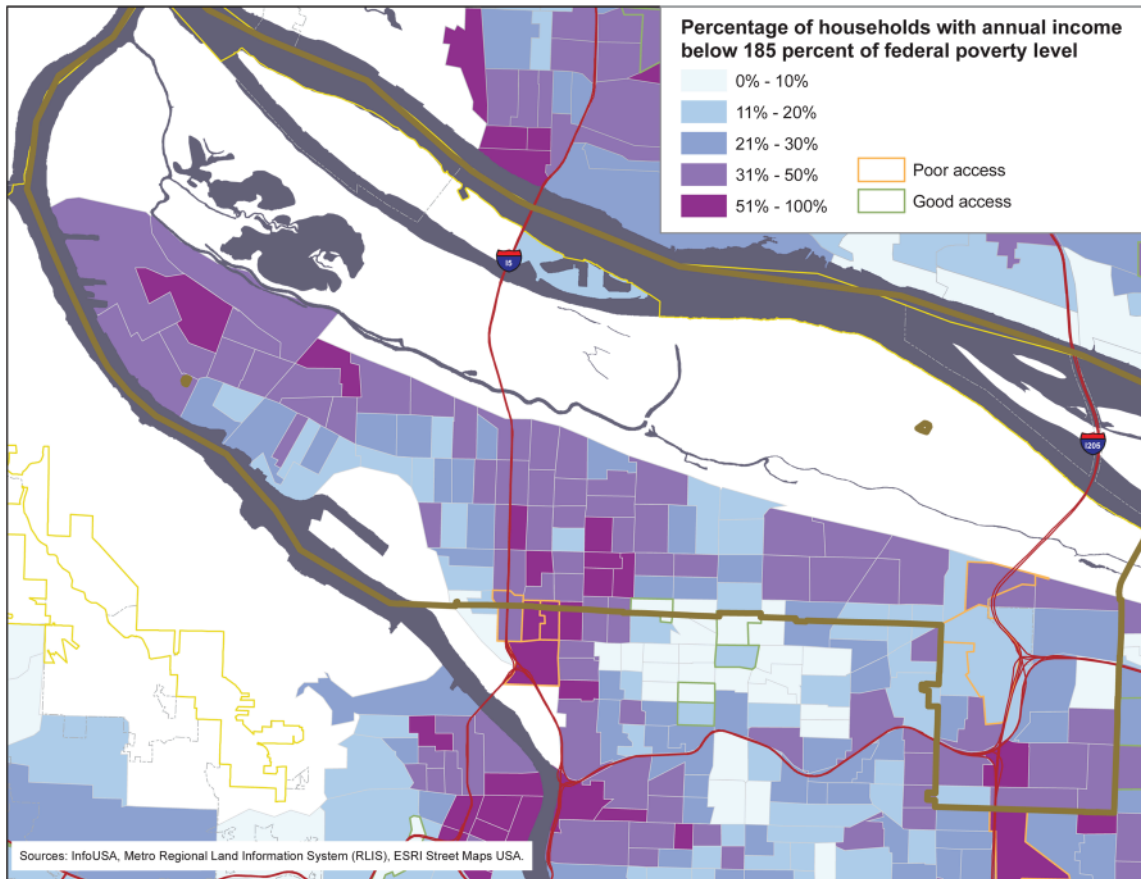 Percentage of households with annual income
below 185 percent of federal poverty level
0% - 10%
11% - 20%
21% - 30%
31% - 50%
51% - 100%
Poor access
Good access
I5
I205
Sources: InfoUSA, Metro Regional Land Information System (RLIS), ESRI Street Maps USA.